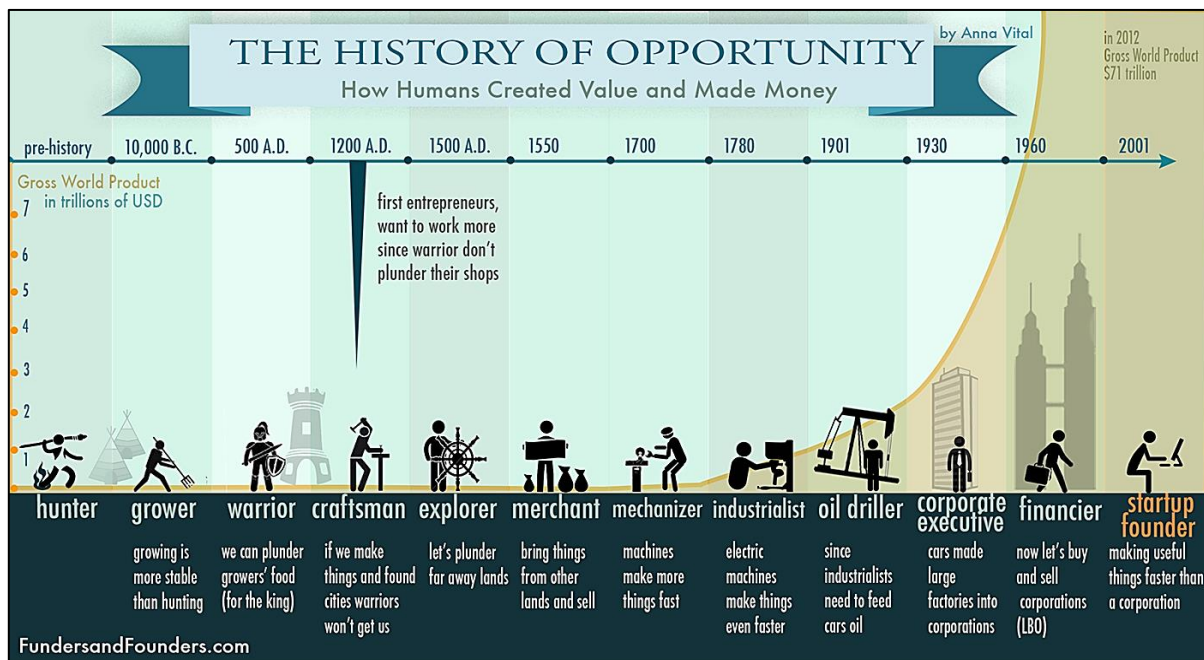 THE HISTORY OF OPPORTUNITY
How Humans Created Value and Made Money
by Anna Vital
in 2012
Gross World Product
$71 trillion
pre-history
10,000 B.C.
500 A.D.
1200 A.D.
1500 A.D.
1550
1700
1780
1901
1930
1960
2001
Gross World Product
in trillions of USD
7
6
5
4
3
2
1
first entrepreneurs,
want to work more
since warrior don't
plunder their shops
hunter
grower
growing is
more stable
than hunting
warrior
we can plunder
growers' food
(for the king)
craftsman
if we make
things and found
cities warriors
won't get us
explorer
let's plunder
far away lands
merchant
bring things
from other
lands and sell
mechanizer
machines
make more
things fast
industrialist
electric
machines
make things
even faster
oil driller
since
industrialists
need to feed
cars oil
corporate
executive
cars made
large
factories into
corporations
financier
now let's buy
and sell
corporations
(LBO)
startup
founder
making useful
things faster than
a corporation
FundersandFounders.com